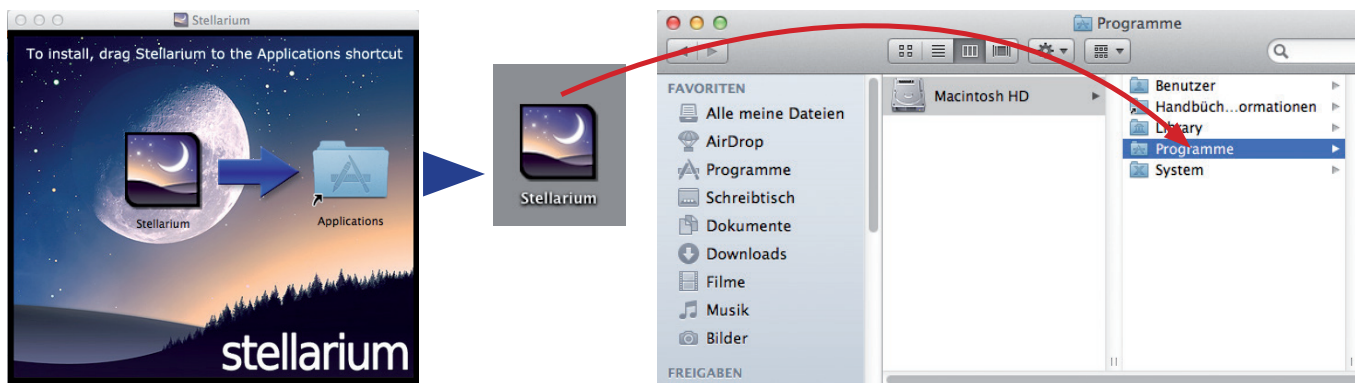 Stellarium
To install, drag Stellarium to the Applications shortcut
Stellarium
Applications
stellarium
Stellarium
Programme
FAVORITEN
Alle meine Dateien
AirDrop
Programme
Schreibtisch
Dokumente
Downloads
Filme
Musik
Bilder
FREIGABEN
Macintosh HD
Benutzer
Handbüch...ormationen
Library
Programme
System